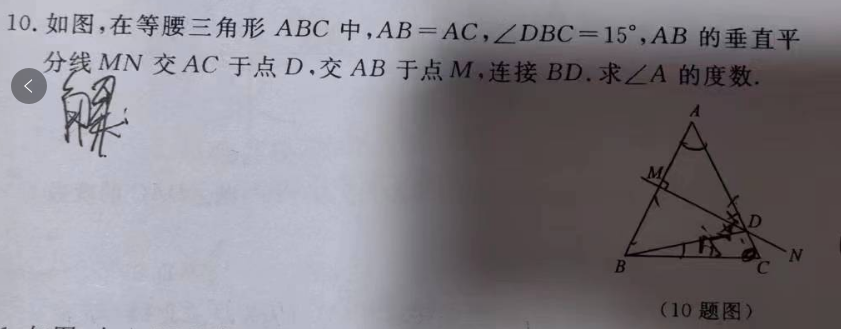 10. 如图,在等腰三角形 ABC 中,AB=AC,∠DBC=15°,AB 的垂直平
分线 MN 交 AC 于点 D,交 AB 于点 M,连接 BD. 求∠A 的度数.
解:
A
M
D
N
B
C
(10 题图)